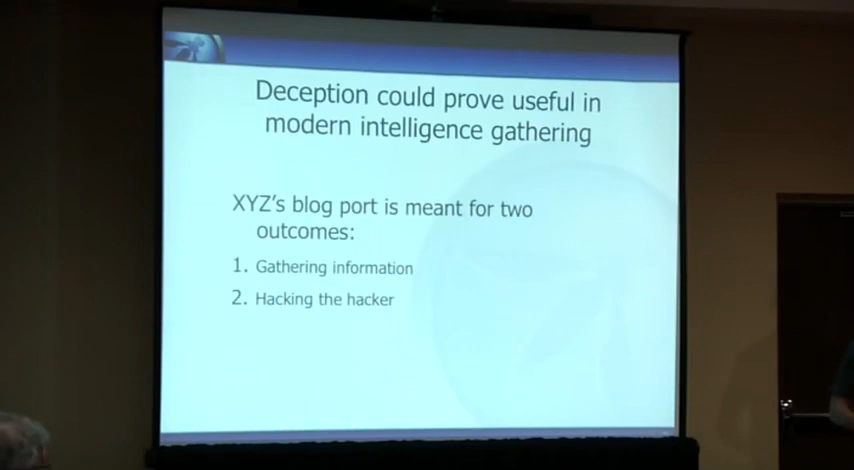 Deception could prove useful in
modern intelligence gathering
XYZ's blog port is meant for two
outcomes:
1. Gathering information
2. Hacking the hacker